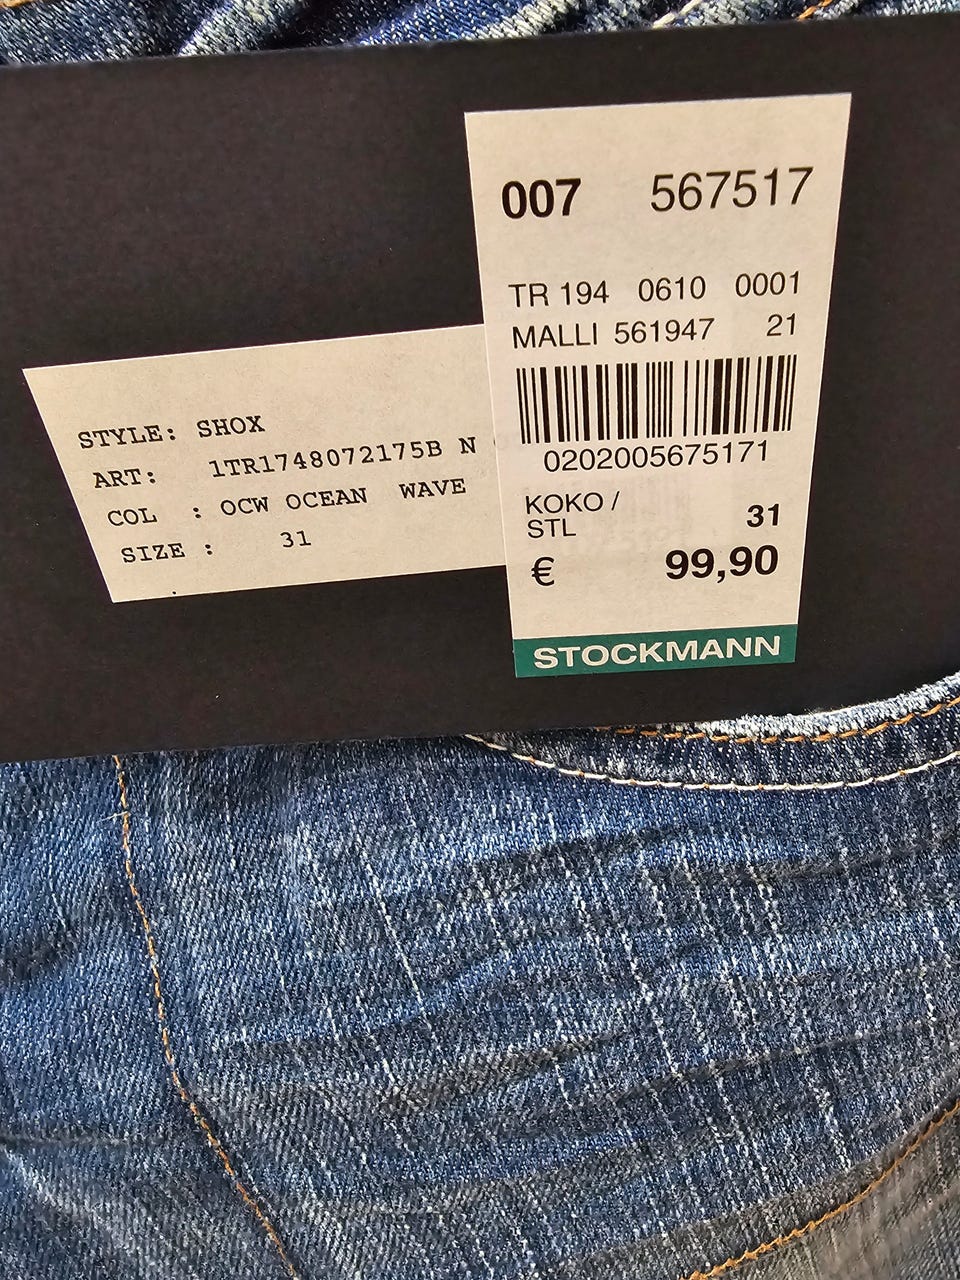 007 567517
TR 194 0610 0001
MALLI 561947 21
0202005675171
KOKO /
STL 31
€ 99,90
STOCKMANN
STYLE: SHOX
ART: 1TR1748072175B N
COL : OCW OCEAN WAVE
SIZE : 31